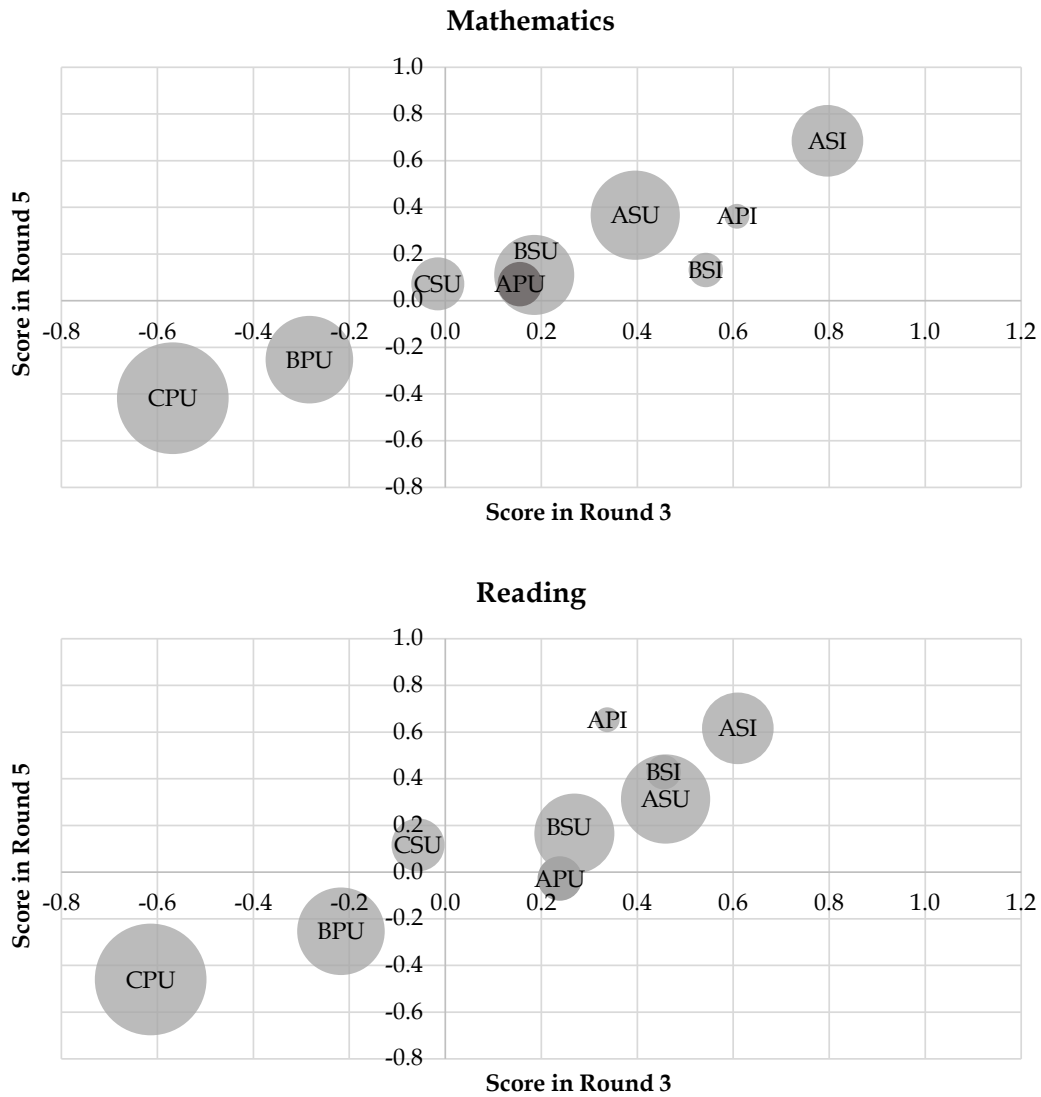 Mathematics
1.0
0.8
ASI
0.6
0.4
ASU
API
0.2
BSU
BSI
CSU
APU
0.0
-0.8
-0.6
-0.4
-0.2
0.0
0.2
0.4
0.6
0.8
1.0
1.2
-0.2
BPU
CPU
-0.4
-0.6
-0.8
Score in Round 5
Score in Round 3
Reading
1.0
0.8
API
ASI
0.6
0.4
BSI
ASU
0.2
BSU
CSU
0.0
APU
-0.8
-0.6
-0.4
-0.2
0.0
0.2
0.4
0.6
0.8
1.0
1.2
-0.2
BPU
-0.4
CPU
-0.6
-0.8
Score in Round 5
Score in Round 3